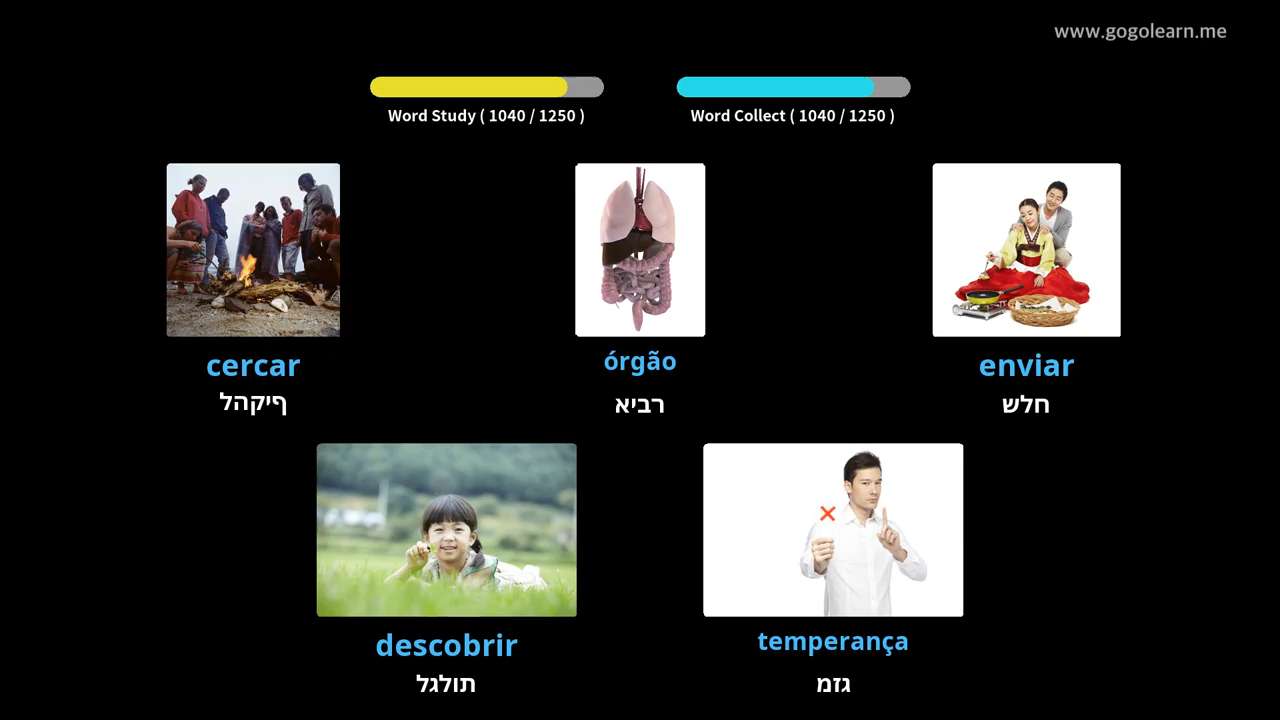 www.gogolearn.me
Word Study ( 1040 / 1250 )
Word Collect ( 1040 / 1250 )
cercar
ףיקהל
órgão
רביא
enviar
חלש
descobrir
תולגל
temperança
גזמ